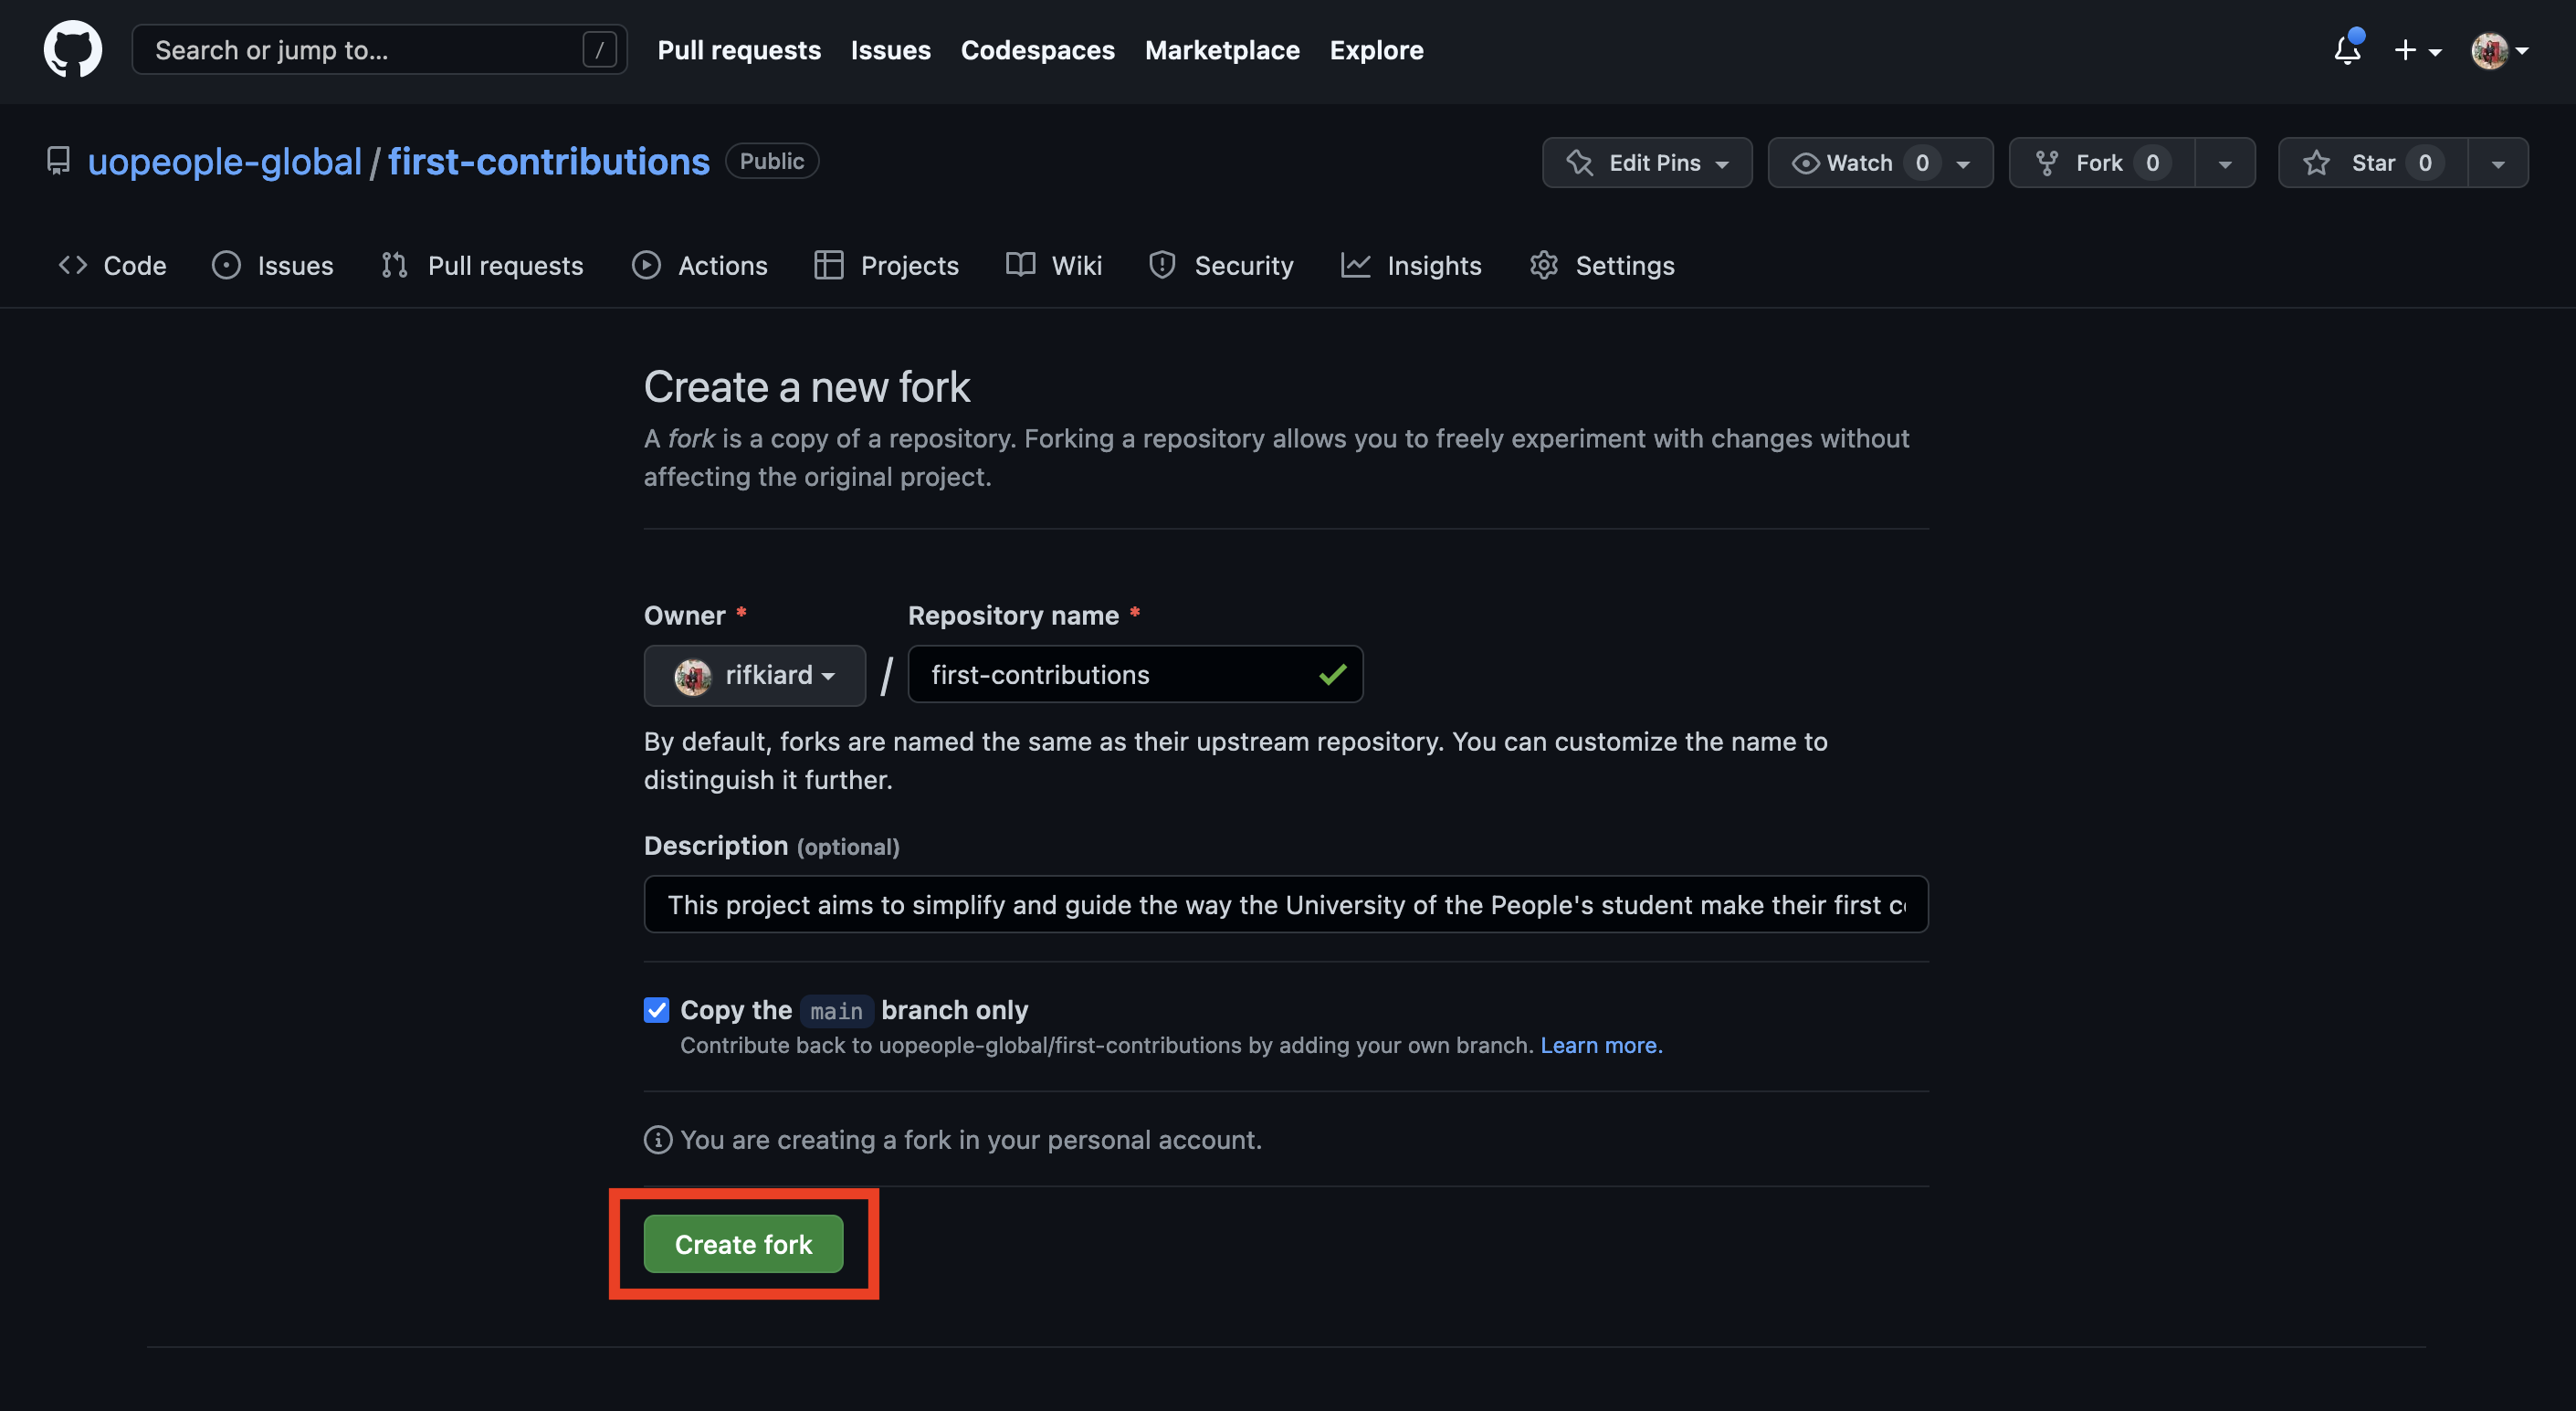 Search or jump to... / Pull requests Issues Codespaces Marketplace Explore
uopeople-global / first-contributions Public Edit Pins Watch 0 Fork 0 Star 0
Code Issues Pull requests Actions Projects Wiki Security Insights Settings
Create a new fork
A fork is a copy of a repository. Forking a repository allows you to freely experiment with changes without
affecting the original project.
Owner * Repository name *
rifkiard / first-contributions
By default, forks are named the same as their upstream repository. You can customize the name to
distinguish it further.
Description (optional)
This project aims to simplify and guide the way the University of the People's student make their first
Copy the main branch only
Contribute back to uopeople-global/first-contributions by adding your own branch. Learn more.
You are creating a fork in your personal account.
Create fork